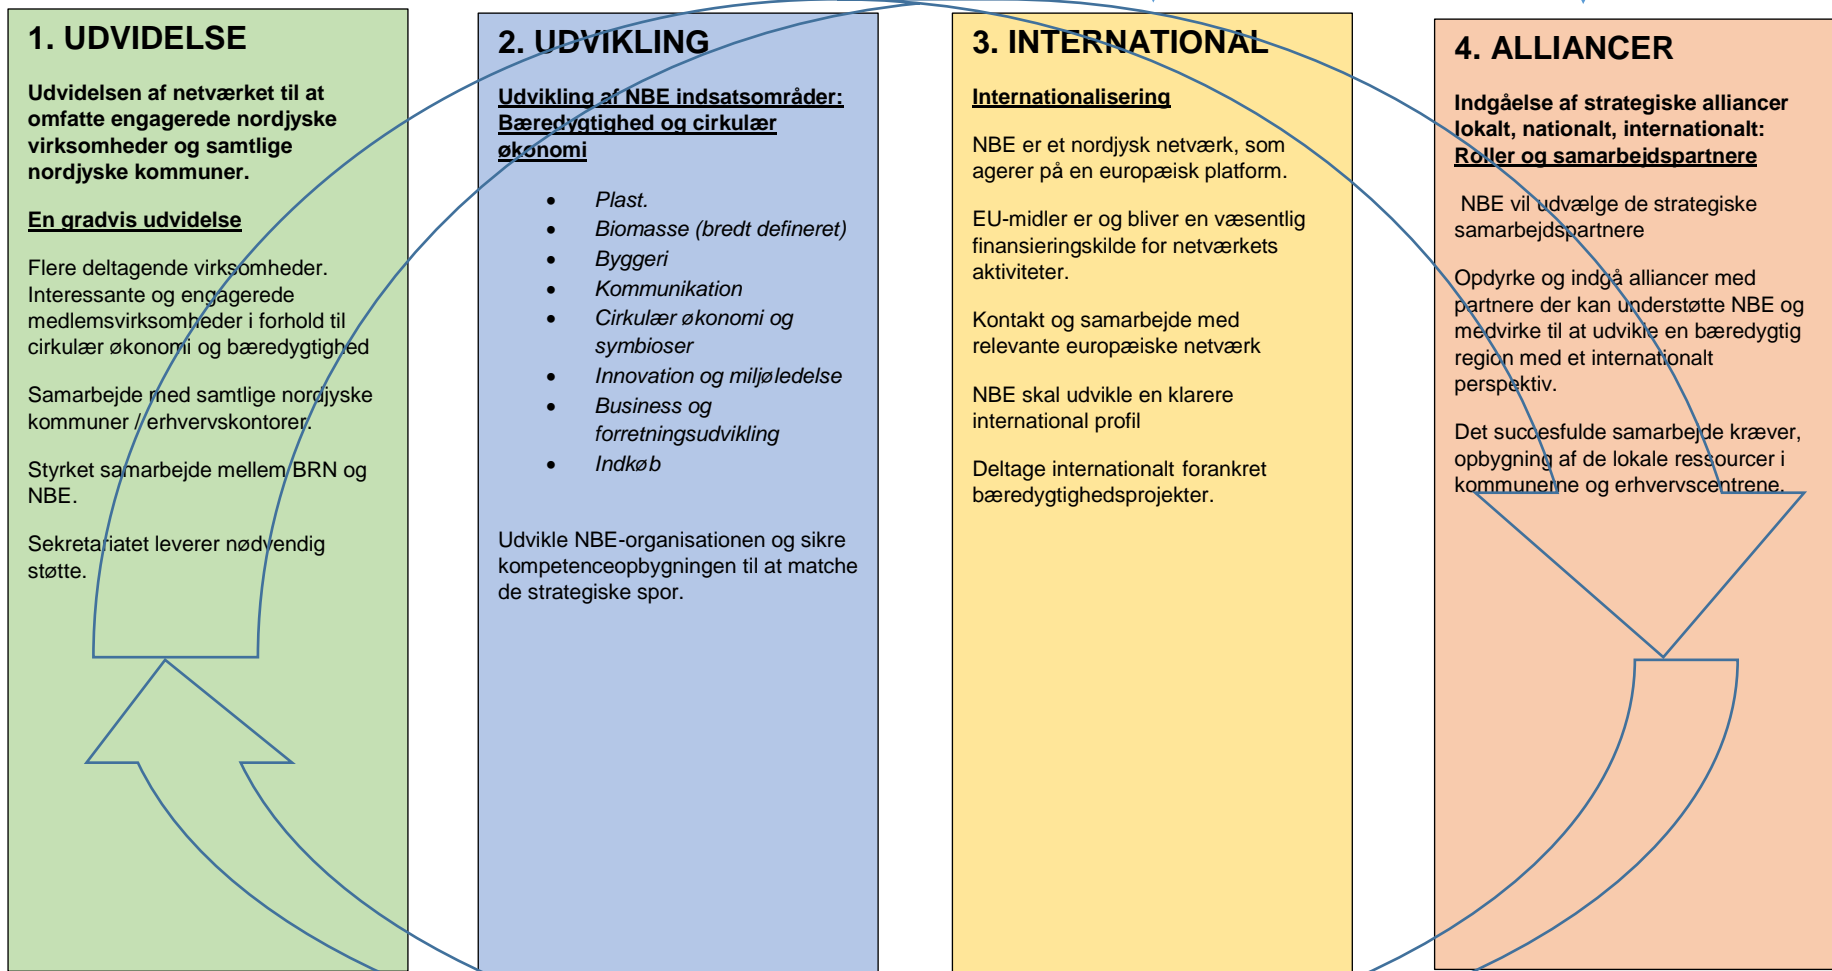 1. UDVIDELSE
Udvidelsen af netværket til at
omfatte engagerede nordjyske
virksomheder og samtlige
nordjyske kommuner.
En gradvis udvidelse
Flere deltagende virksomheder.
Interessante og engagerede
medlemsvirksomheder i forhold til
cirkulær økonomi og bæredygtighed
Samarbejde med samtlige nordjyske
kommuner / erhvervskontorer.
Styrket samarbejde mellem BRN og
NBE.
Sekretariatet leverer nødvendig
støtte.
2. UDVIKLING
Udvikling af NBE indsatsområder:
Bæredygtighed og cirkulær
økonomi
• Plast.
• Biomasse (bredt defineret)
• Byggeri
• Kommunikation
• Cirkulær økonomi og
symbioser
• Innovation og miljøledelse
• Business og
forretningsudvikling
• Indkøb
Udvikle NBE-organisationen og sikre
kompetenceopbygningen til at matche
de strategiske spor.
3. INTERNATIONAL
Internationalisering
NBE er et nordjysk netværk, som
agerer på en europæisk platform.
EU-midler er og bliver en væsentlig
finansieringskilde for netværkets
aktiviteter.
Kontakt og samarbejde med
relevante europæiske netværk
NBE skal udvikle en klarere
international profil
Deltage internationalt forankret
bæredygtighedsprojekter.
4. ALLIANCER
Indgåelse af strategiske alliancer
lokalt, nationalt, internationalt:
Roller og samarbejdspartnere
NBE vil udvælge de strategiske
samarbejdspartnere
Opdyrke og indgå alliancer med
partnere der kan understøtte NBE og
medvirke til at udvikle en bæredygtig
region med et internationalt
perspektiv.
Det succesfulde samarbejde kræver,
opbygning af de lokale ressourcer i
kommunerne og erhvervscentrene.